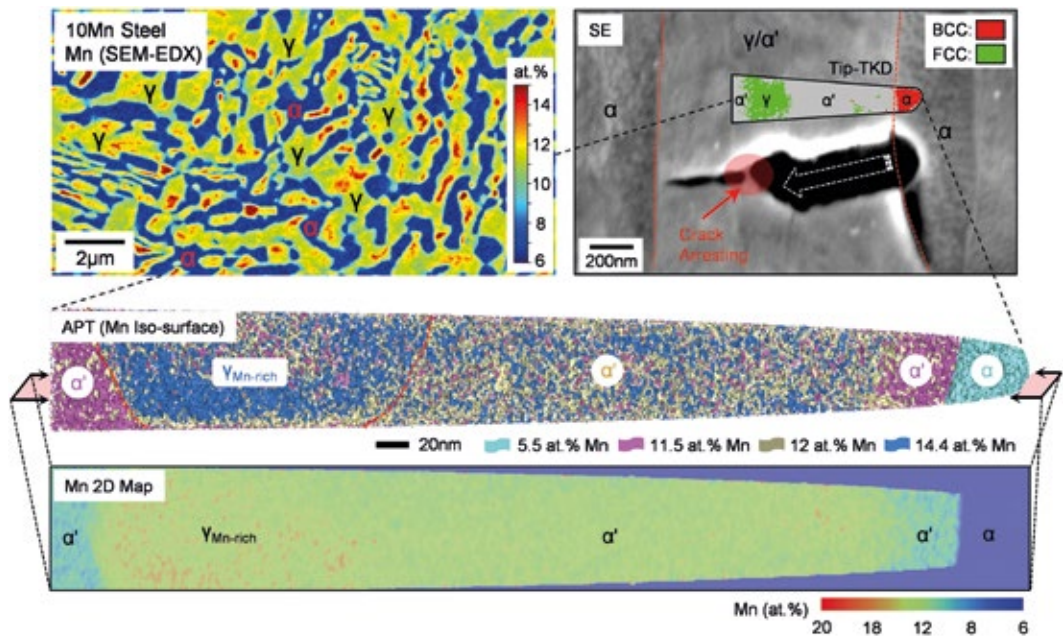 10Mn Steel
Mn (SEM-EDX)
γ
γ
α
γ
γ
γ
γ
α
α
2μm
at.%
14
12
10
8
6
SE
BCC:
FCC:
γ/α'
Tip-TKD
α
α'
γ
α'
α
α
Crack
Arresting
200nm
APT (Mn Iso-surface)
α'
γMn-rich
α'
α'
α
20nm
5.5 at.% Mn
11.5 at.% Mn
12 at.% Mn
14.4 at.% Mn
Mn 2D Map
α'
γMn-rich
α'
α'
α
Mn (at.%)
20
18
12
8
6